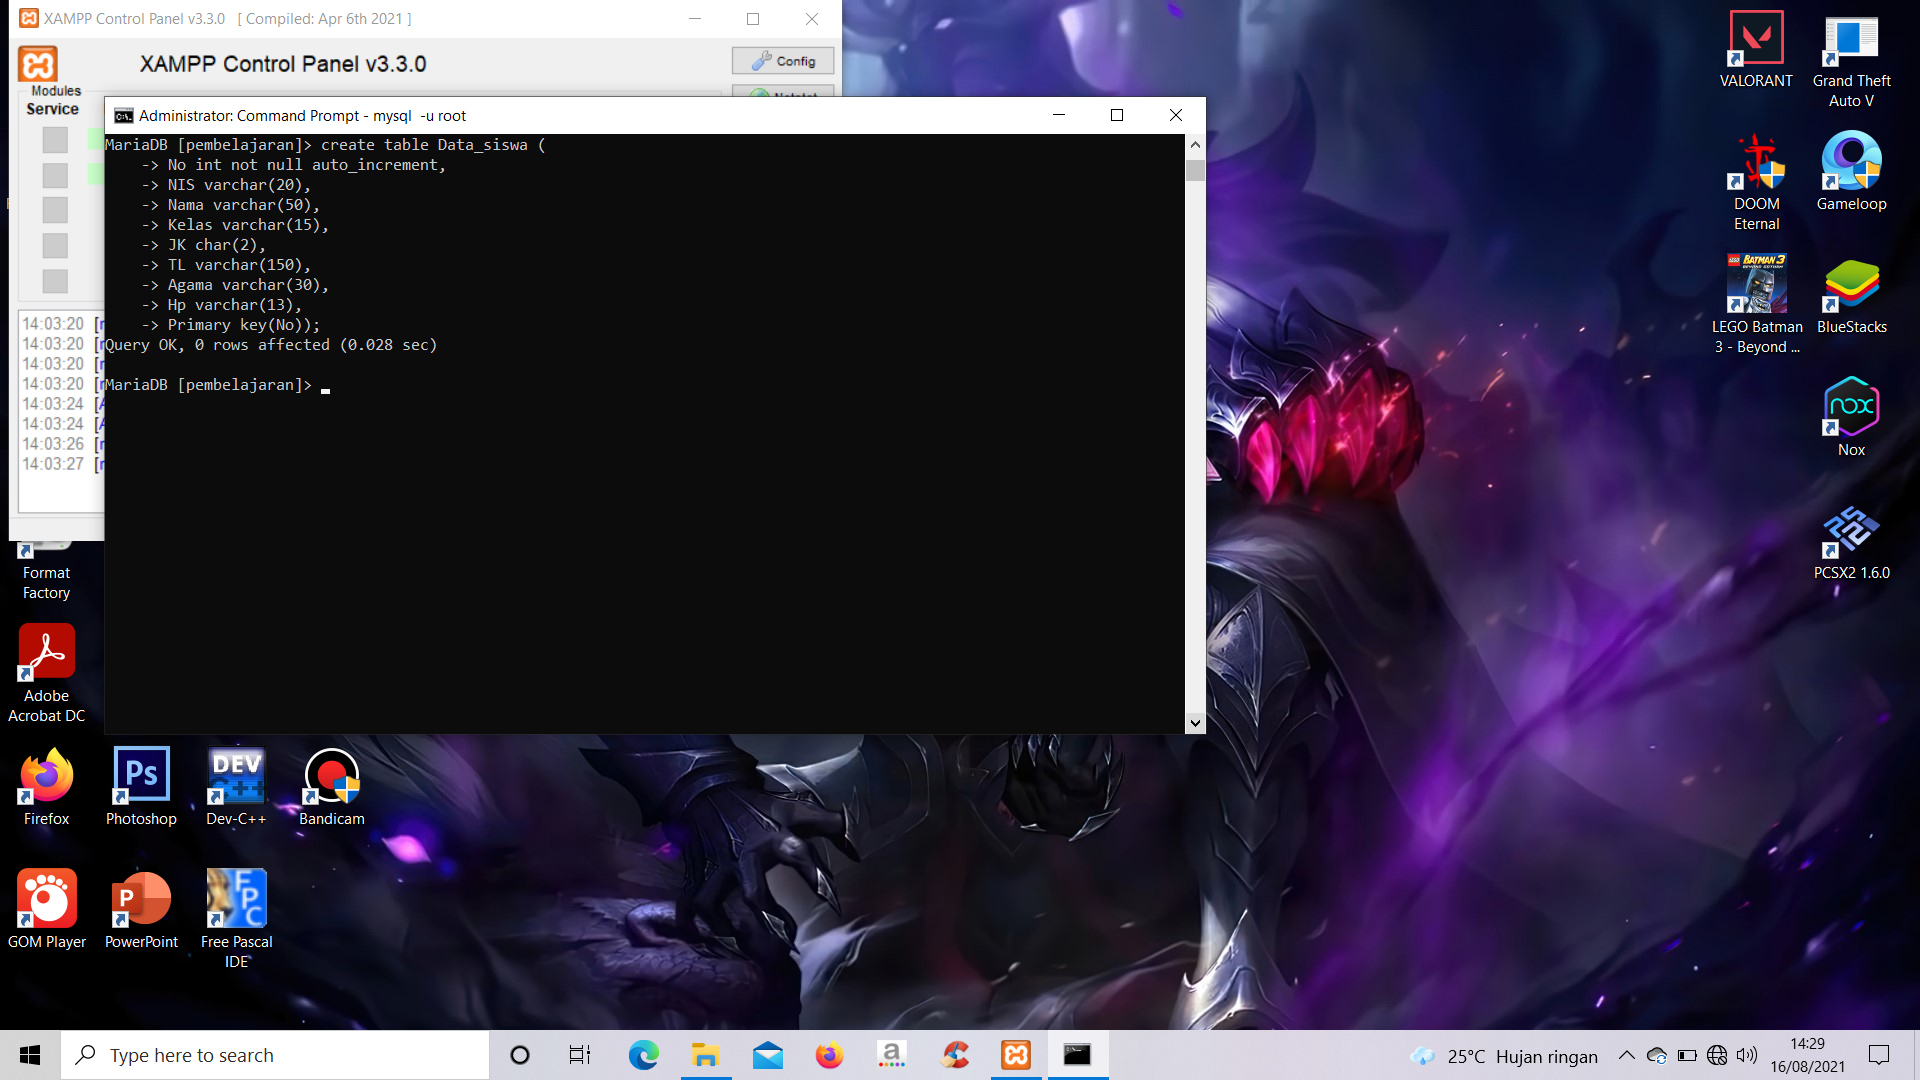 XAMPP Control Panel v3.3.0 [ Compiled: Apr 6th 2021 ]
XAMPP Control Panel v3.3.0
Config
Modules
Service
Administrator: Command Prompt - mysql -u root
MariaDB [pembelajaran]> create table Data_siswa (
-> No int not null auto_increment,
-> NIS varchar(20),
-> Nama varchar(50),
-> Kelas varchar(15),
-> JK char(2),
-> TL varchar(150),
-> Agama varchar(30),
-> Hp varchar(13),
-> Primary key(No));
Query OK, 0 rows affected (0.028 sec)
MariaDB [pembelajaran]>
14:03:20
14:03:20
14:03:20
14:03:20
14:03:24
14:03:24
14:03:26
14:03:27
VALORANT
Grand Theft
Auto V
DOOM
Eternal
Gameloop
BATMAN 3
LEGO Batman
3 - Beyond ...
BlueStacks
nox
Nox
PCSX2 1.6.0
Format
Factory
Adobe
Acrobat DC
Firefox
Ps
Photoshop
DEV
C++
Dev-C++
Bandicam
GOM Player
P
PowerPoint
F
P
C
Free Pascal
IDE
Type here to search
a
25°C Hujan ringan
14:29
16/08/2021